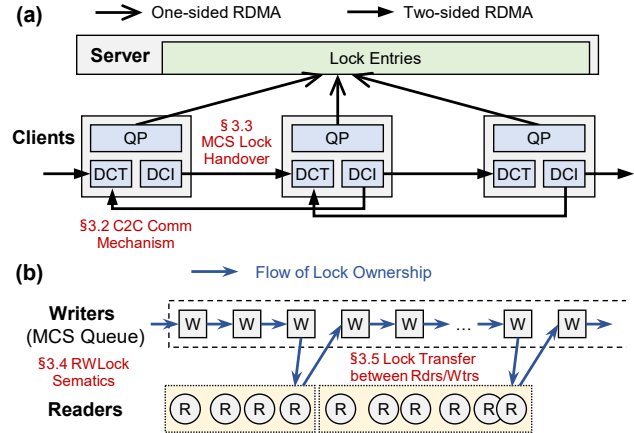 (a)
One-sided RDMA
Two-sided RDMA
Server
Lock Entries
Clients
QP
§ 3.3
MCS Lock
Handover
QP
QP
DCT
DCI
DCT
DCI
DCT
DCI
§3.2 C2C Comm
Mechanism
(b)
Flow of Lock Ownership
Writers
(MCS Queue)
W
W
W
W
W
...
W
W
§3.4 RWLock
Sematics
§3.5 Lock Transfer
between Rdrs/Wtrs
Readers
R
R
R
R
R
R
R
R
R
R